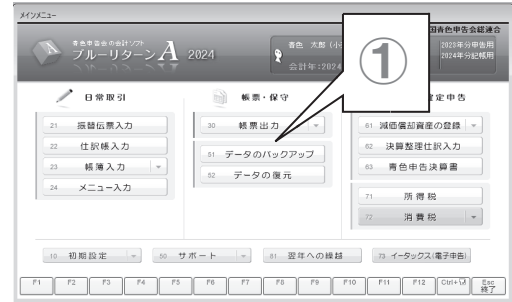 メインメニュー
国青色申告会総連合
青色申告会の会計ソフト
ブルーリターンA 2024
青色 太郎 (小
会計年:2024
2023年分申告用
2024年分記帳用
①
日常取引
帳票・保守
定申告
21 振替伝票入力
22 仕訳帳入力
23 帳簿入力
24 メニュー入力
30 帳票出力
51 データのバックアップ
52 データの復元
61 減価償却資産の登録
62 決算整理仕訳入力
63 青色申告決算書
71 所得税
72 消費税
10 初期設定
50 サポート
81 翌年への繰越
73 イータックス(電子申告)
F1 F2 F3 F4 F5 F6 F7 F8 F9 F10 F11 F12 Ctrl+ Esc
終了